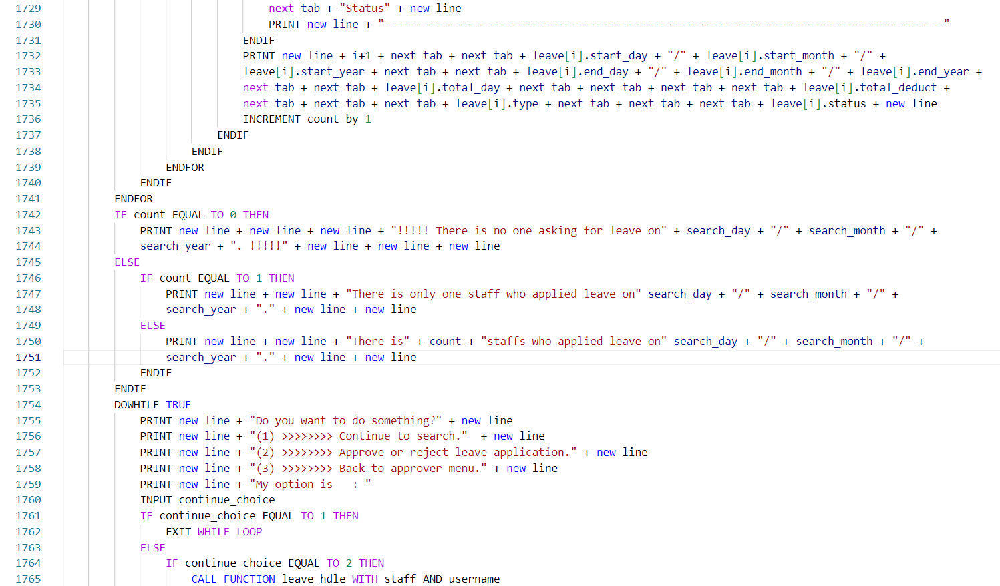 1729 next tab + "Status" + new line
1730 PRINT new line + "---------------------------------------------------------------------------------------"
1731 ENDIF
1732 PRINT new line + i+1 + next tab + next tab + leave[i].start_day + "/" + leave[i].start_month + "/" +
1733 leave[i].start_year + next tab + next tab + leave[i].end_day + "/" + leave[i].end_month + "/" + leave[i].end_year +
1734 next tab + next tab + leave[i].total_day + next tab + next tab + next tab + next tab + leave[i].total_deduct +
1735 next tab + next tab + next tab + leave[i].type + next tab + next tab + next tab + leave[i].status + new line
1736 INCREMENT count by 1
1737 ENDIF
1738 ENDIF
1739 ENDFOR
1740 ENDIF
1741 ENDFOR
1742 IF count EQUAL TO 0 THEN
1743 PRINT new line + new line + new line + "!!!!! There is no one asking for leave on" + search_day + "/" + search_month + "/" +
1744 search_year + ". !!!!!" + new line + new line + new line
1745 ELSE
1746 IF count EQUAL TO 1 THEN
1747 PRINT new line + new line + "There is only one staff who applied leave on" search_day + "/" + search_month + "/" +
1748 search_year + "." + new line + new line
1749 ELSE
1750 PRINT new line + new line + "There is" + count + "staffs who applied leave on" search_day + "/" + search_month + "/" +
1751 search_year + "." + new line + new line
1752 ENDIF
1753 ENDIF
1754 DOWHILE TRUE
1755 PRINT new line + "Do you want to do something?" + new line
1756 PRINT new line + "(1) >>>>>>>> Continue to search."  + new line
1757 PRINT new line + "(2) >>>>>>>> Approve or reject leave application." + new line
1758 PRINT new line + "(3) >>>>>>>> Back to approver menu." + new line
1759 PRINT new line + "My option is   : "
1760 INPUT continue_choice
1761 IF continue_choice EQUAL TO 1 THEN
1762 EXIT WHILE LOOP
1763 ELSE
1764 IF continue_choice EQUAL TO 2 THEN
1765 CALL FUNCTION leave_hdle WITH staff AND username